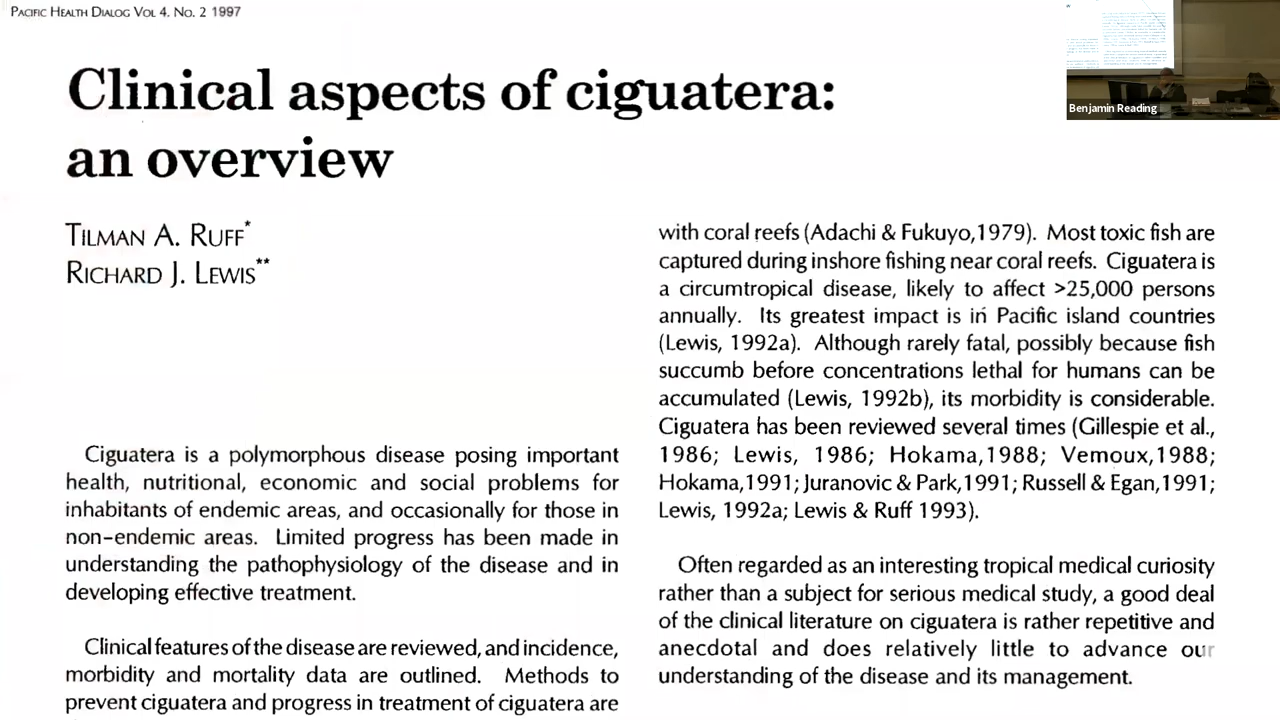 PACIFIC HEALTH DIALOG VOL 4. NO. 2 1997
Clinical aspects of ciguatera:
an overview
TILMAN A. RUFF*
RICHARD J. LEWIS**
Ciguatera is a polymorphous disease posing important
health, nutritional, economic and social problems for
inhabitants of endemic areas, and occasionally for those in
non-endemic areas. Limited progress has been made in
understanding the pathophysiology of the disease and in
developing effective treatment.
Clinical features of the disease are reviewed, and incidence,
morbidity and mortality data are outlined. Methods to
prevent ciguatera and progress in treatment of ciguatera are
with coral reefs (Adachi & Fukuyo,1979). Most toxic fish are
captured during inshore fishing near coral reefs. Ciguatera is
a circumtropical disease, likely to affect >25,000 persons
annually. Its greatest impact is in Pacific island countries
(Lewis, 1992a). Although rarely fatal, possibly because fish
succumb before concentrations lethal for humans can be
accumulated (Lewis, 1992b), its morbidity is considerable.
Ciguatera has been reviewed several times (Gillespie et al.,
1986; Lewis, 1986; Hokama,1988; Vemoux,1988;
Hokama,1991; Juranovic & Park,1991; Russell & Egan,1991;
Lewis, 1992a; Lewis & Ruff 1993).
Often regarded as an interesting tropical medical curiosity
rather than a subject for serious medical study, a good deal
of the clinical literature on ciguatera is rather repetitive and
anecdotal and does relatively little to advance our
understanding of the disease and its management.
Benjamin Reading